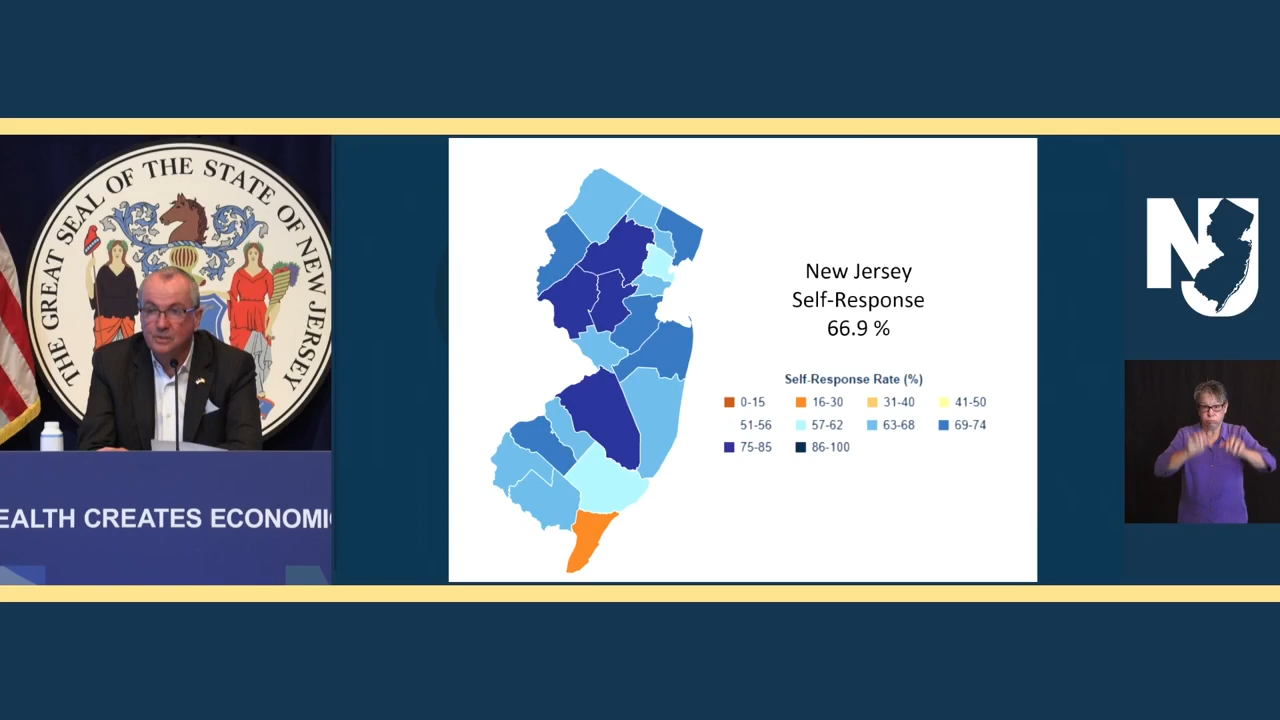 THE GREAT SEAL OF THE STATE OF NEW JERSEY
EALTH CREATES ECONOMI
New Jersey
Self-Response
66.9 %
Self-Response Rate (%)
0-15 16-30 31-40 41-50
51-56 57-62 63-68 69-74
75-85 86-100
NJ